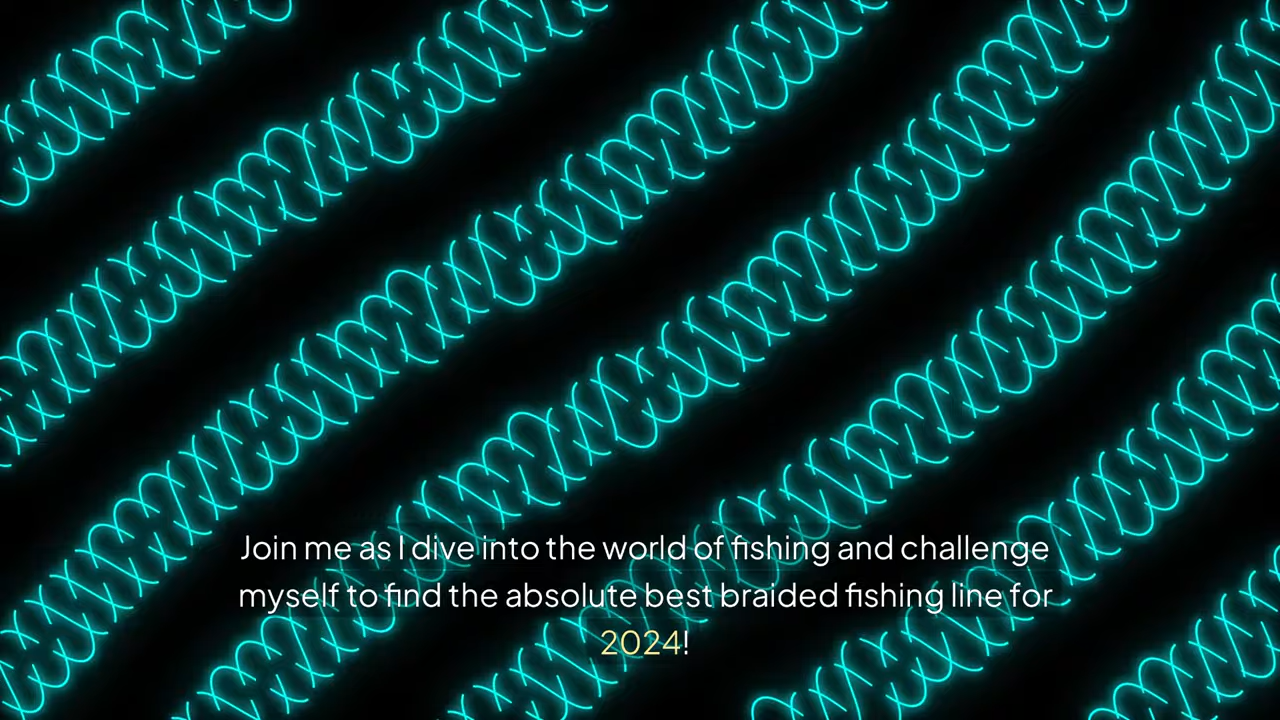 Join me as I dive into the world of fishing and challenge
myself to find the absolute best braided fishing line for
2024!